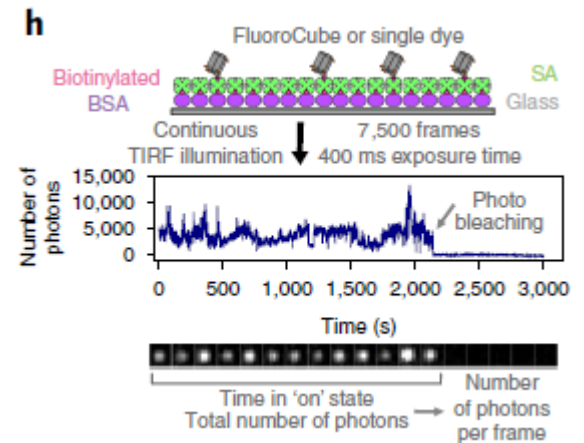 h
FluoroCube or single dye
Biotinylated
BSA
SA
Glass
Continuous
TIRF illumination
7,500 frames
400 ms exposure time
Number of
photons
15,000
10,000
5,000
0
Photo
bleaching
0 500 1,000 1,500 2,000 2,500 3,000
Time (s)
Time in 'on' state
Total number of photons
Number
of photons
per frame